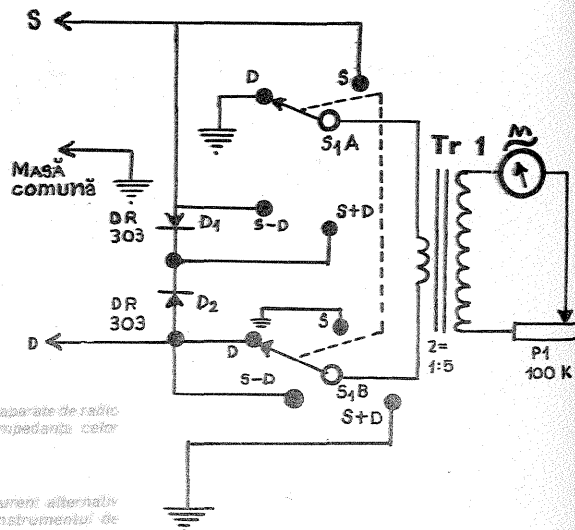 S
D
S
S₁A
Tr 1
M
MASĂ
comună
DR
303
D1
S-D
S+D
DR
303
D2
S
D
D
S-D
S₁B
S+D
2=
1:5
P1
100 K
aparate de radio
impedanța celor
curent alternativ
instrumentul de